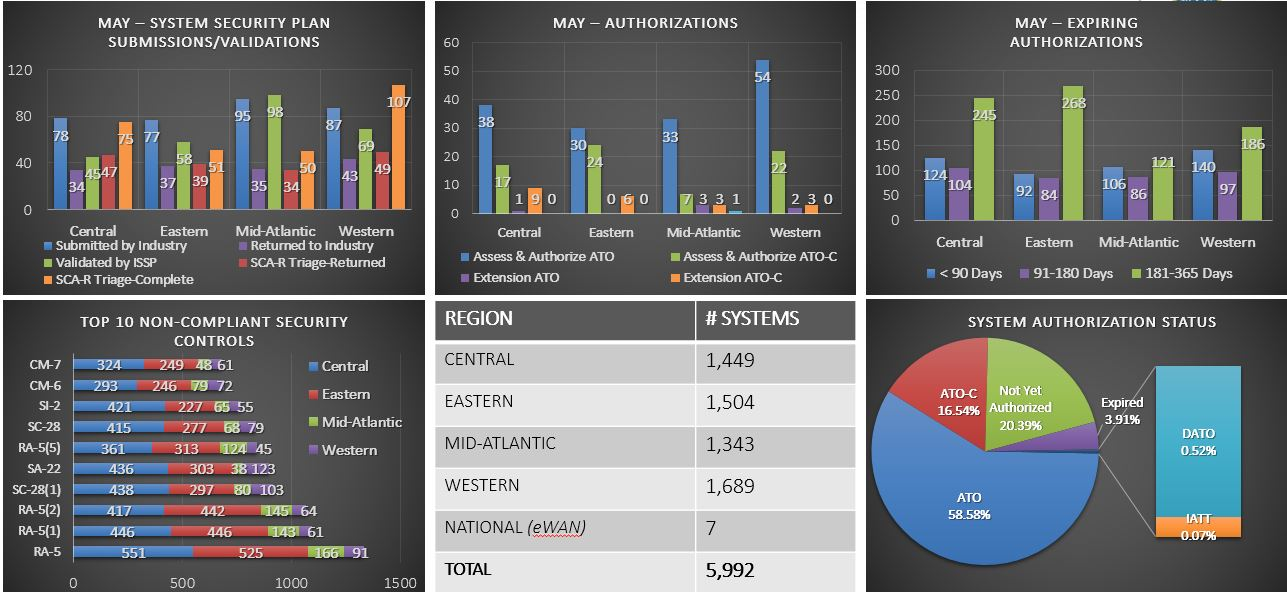 MAY – SYSTEM SECURITY PLAN
SUBMISSIONS/VALIDATIONS
120
80
40
0
78
34
45
47
75
77
37
58
39
51
95
35
98
34
50
87
43
69
49
107
Central Eastern Mid-Atlantic Western
Submitted by Industry Returned to Industry
Validated by ISSP SCA-R Triage-Returned
SCA-R Triage-Complete
MAY – AUTHORIZATIONS
60
50
40
30
20
10
0
38
17
1
9
0
30
24
0
6
0
33
7
3
3
1
54
22
2
3
0
Central Eastern Mid-Atlantic Western
Assess & Authorize ATO Assess & Authorize ATO-C
Extension ATO Extension ATO-C
MAY – EXPIRING
AUTHORIZATIONS
300
250
200
150
100
50
0
124
104
245
92
84
268
106
86
121
140
97
186
Central Eastern Mid-Atlantic Western
< 90 Days 91-180 Days 181-365 Days
TOP 10 NON-COMPLIANT SECURITY
CONTROLS
CM-7 324 249 48 61
CM-6 293 246 79 72
SI-2 421 227 65 55
SC-28 415 277 68 79
RA-5(5) 361 313 124 45
SA-22 436 303 38 123
SC-28(1) 438 297 80 103
RA-5(2) 417 442 145 64
RA-5(1) 446 446 143 61
RA-5 551 525 166 91
0 500 1000 1500
Central
Eastern
Mid-Atlantic
Western
REGION # SYSTEMS
CENTRAL 1,449
EASTERN 1,504
MID-ATLANTIC 1,343
WESTERN 1,689
NATIONAL (eWAN) 7
TOTAL 5,992
SYSTEM AUTHORIZATION STATUS
ATO-C
16.54%
Not Yet
Authorized
20.39%
Expired
3.91%
ATO
58.58%
DATO
0.52%
IATT
0.07%